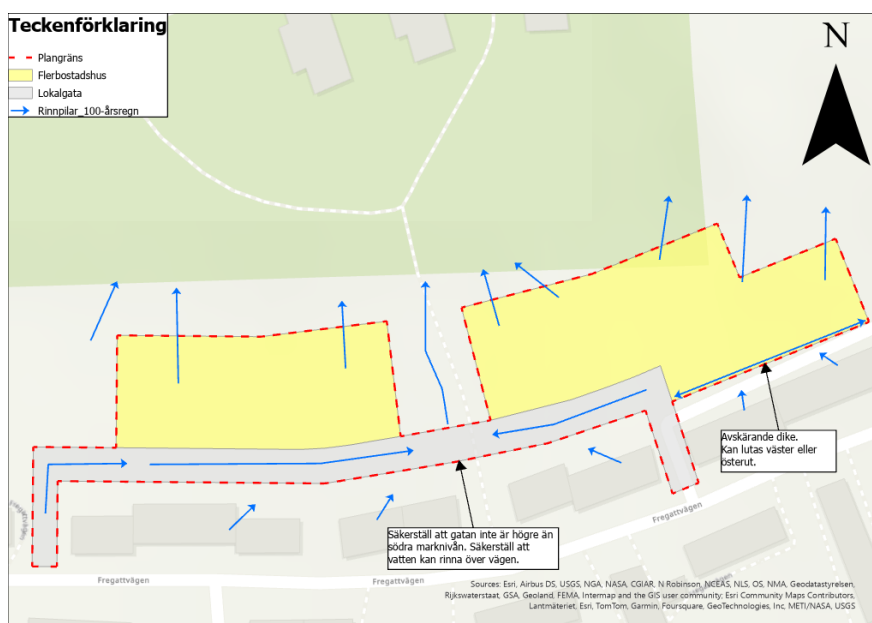 Teckenförklaring
Plangräns
Flerbostadshus
Lokalgata
Rinnpilar_100-årsregn
N
Avskärande dike.
Kan lutas väster eller
österut.
Säkerställ att gatan inte är högre än
södra marknivån. Säkerställ att
vatten kan rinna över vägen.
Fregattvägen
Fregattvägen
Fregattvägen
Sources: Esri, Airbus DS, USGS, NGA, NASA, CGIAR, N Robinson, NCEAS, NLS, OS, NMA, Geodatastyrelsen,
Rijkswaterstaat, GSA, Geoland, FEMA, Intermap and the GIS user community, Esri Community Maps Contributors,
Lantmäteriet, Esri, TomTom, Garmin, Foursquare, GeoTechnologies, Inc, METI/NASA, USGS